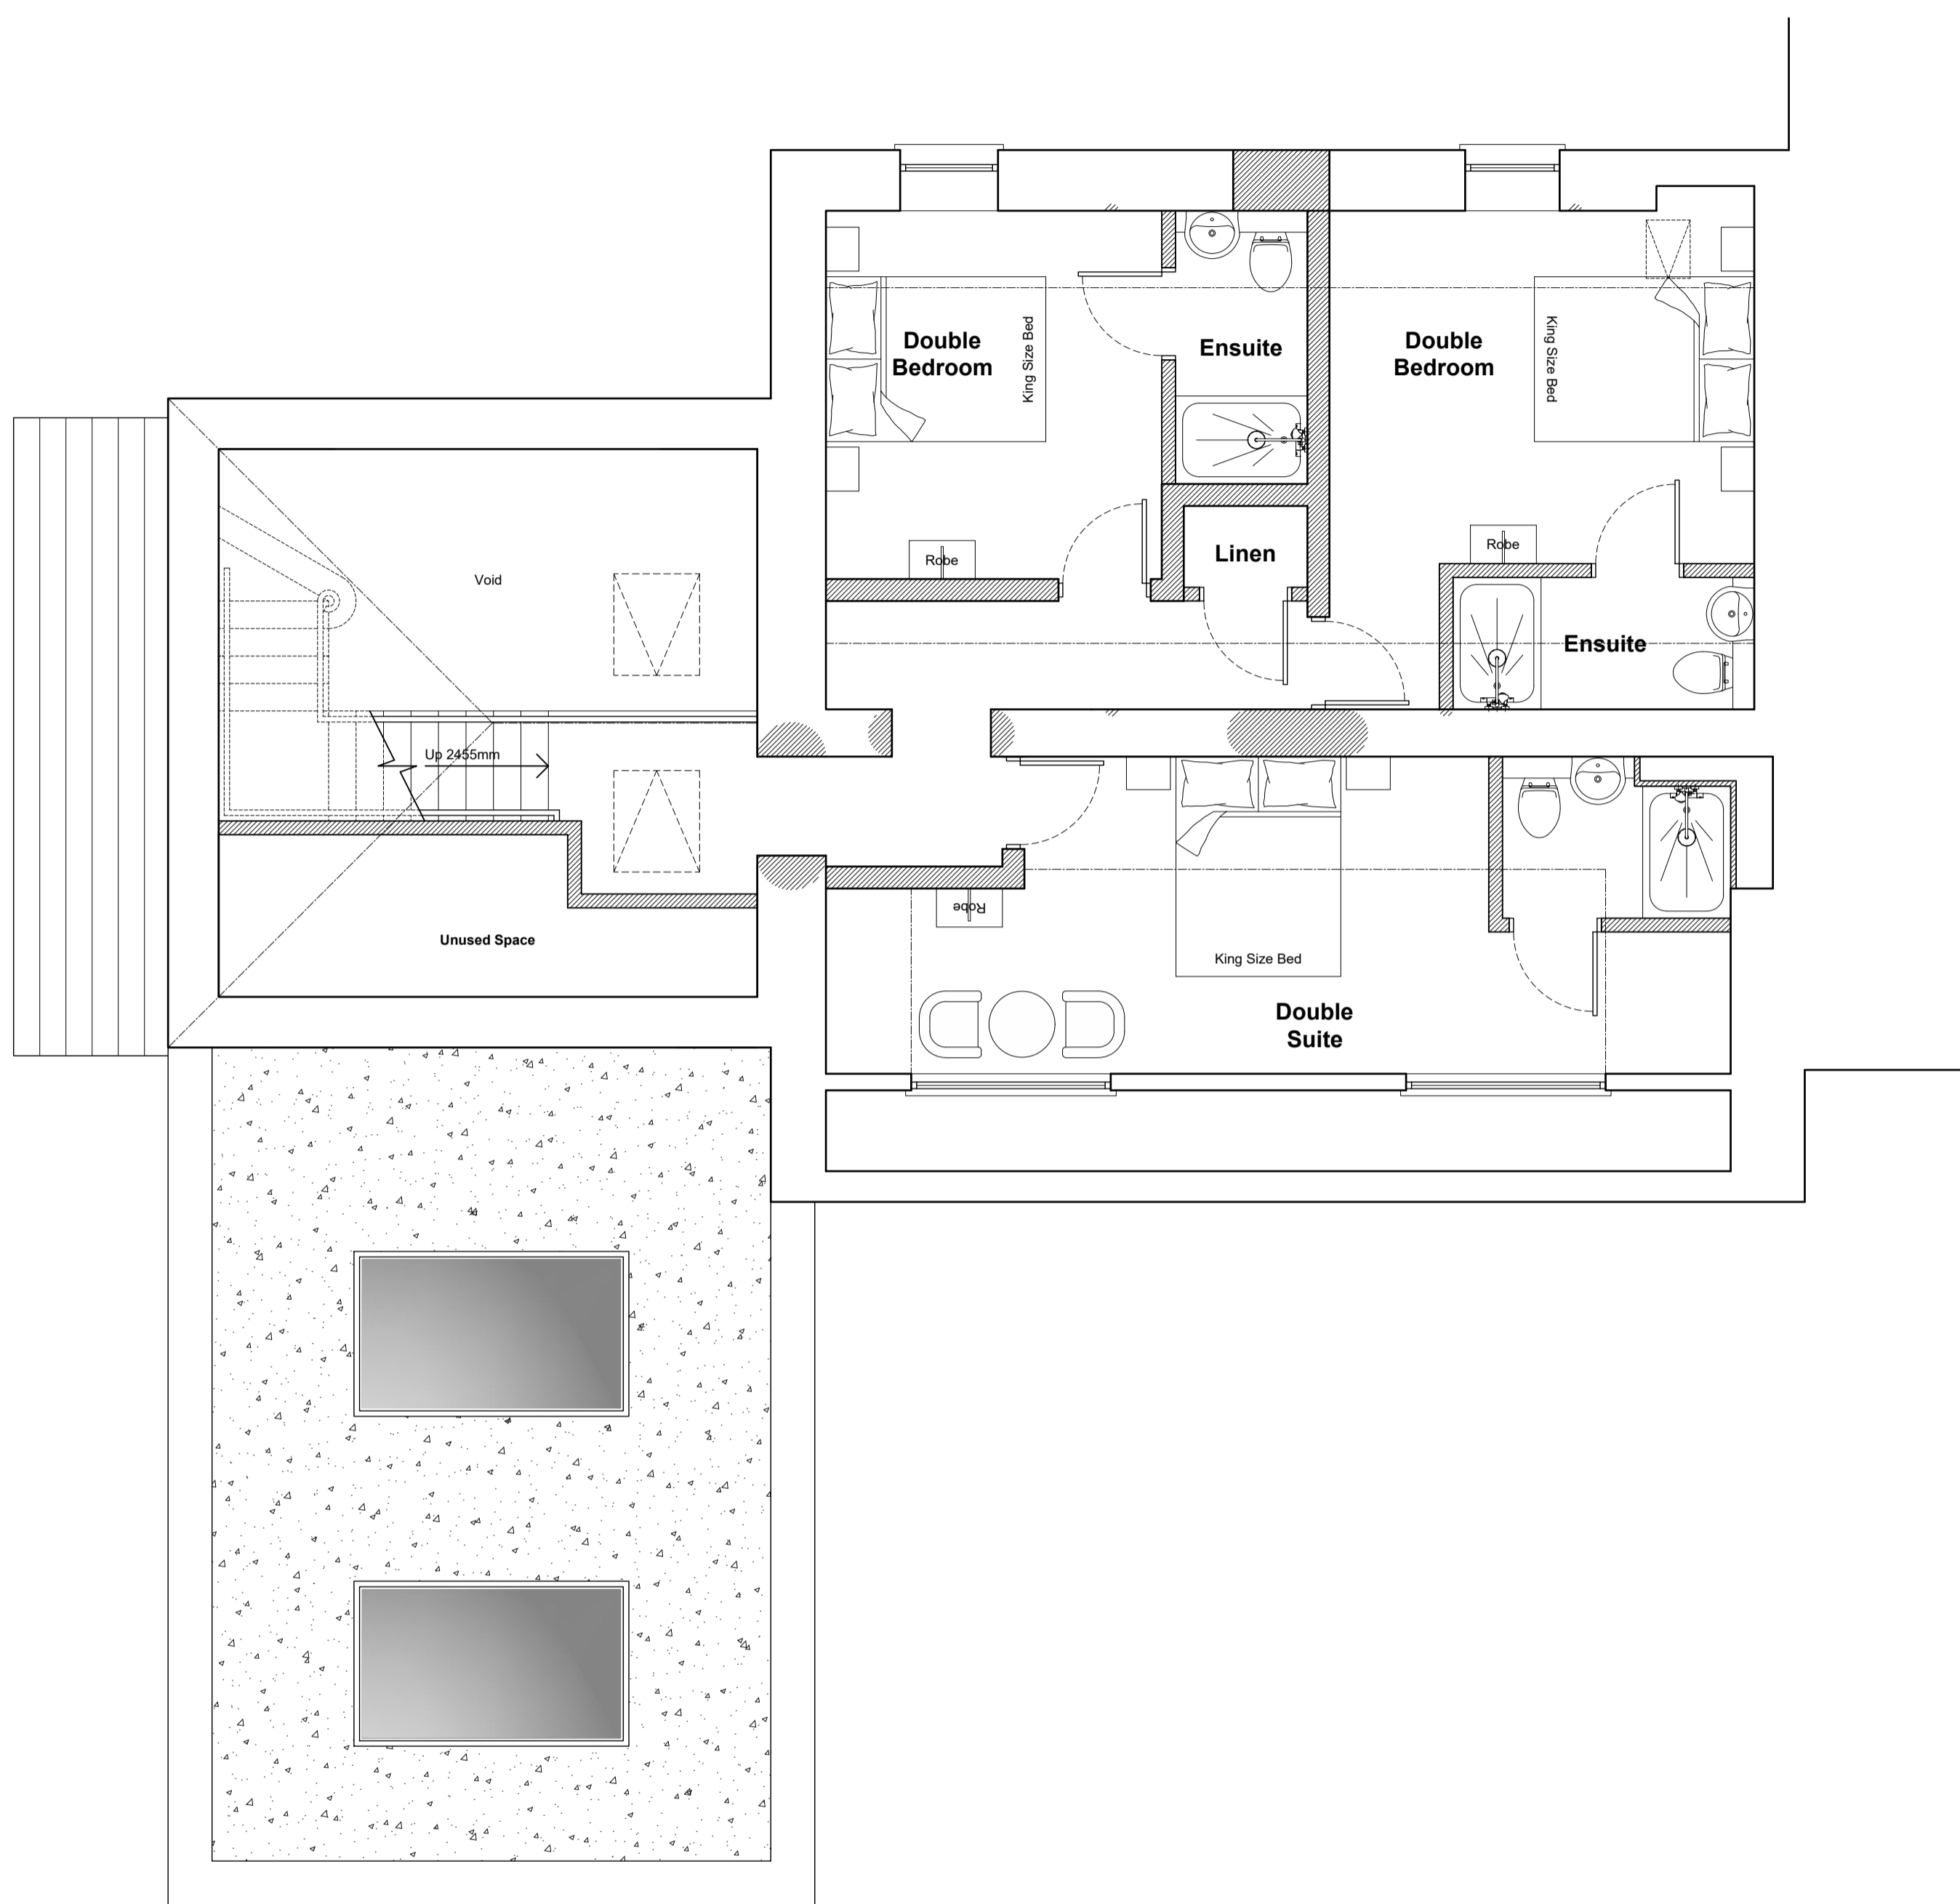 Double
Bedroom
King Size Bed
Ensuite
Double
Bedroom
King Size Bed
Robe
Linen
Robe
Void
Ensuite
Up 2455mm
Robe
Unused Space
King Size Bed
Double
Suite